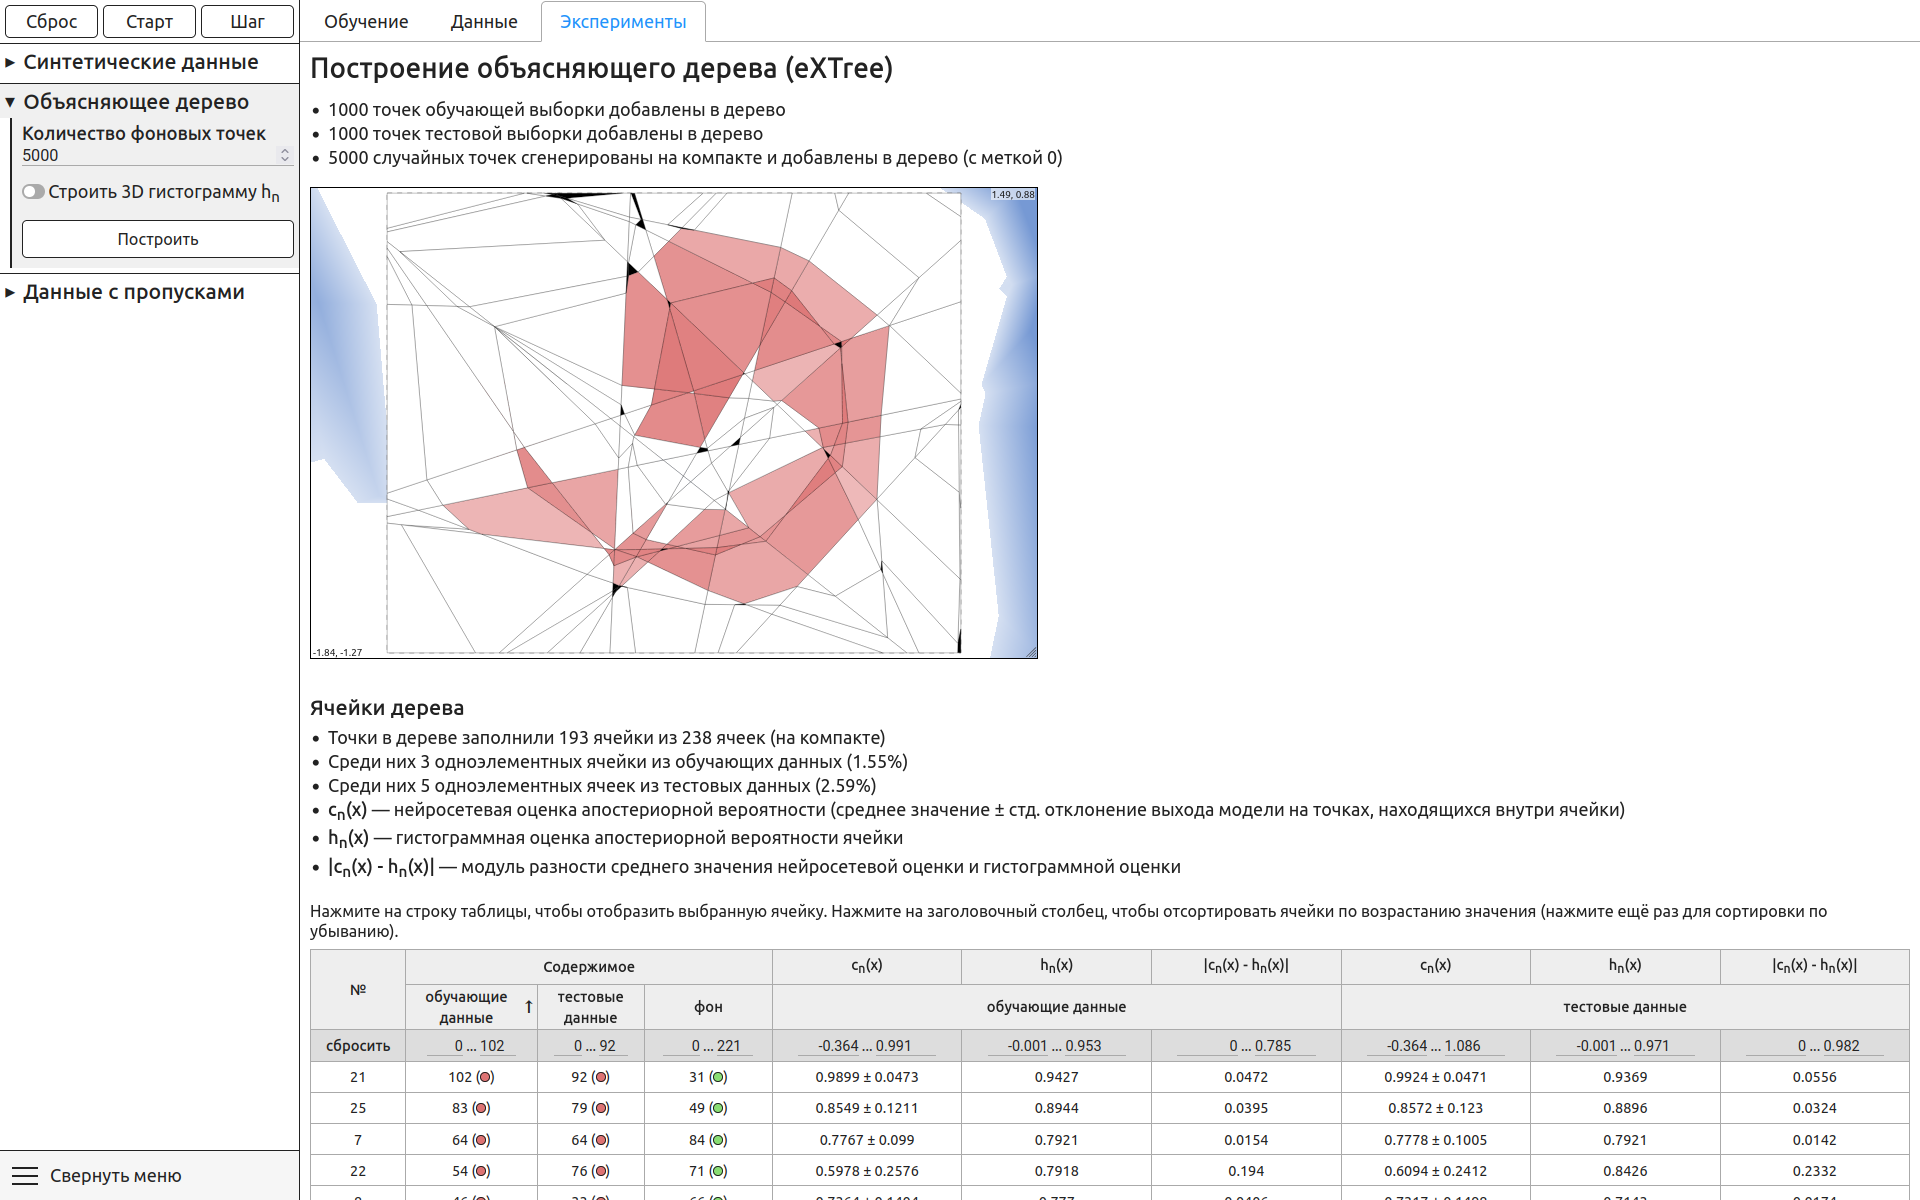 Сброс Старт Шаг
Обучение Данные Эксперименты
▸ Синтетические данные
▾ Объясняющее дерево
Количество фоновых точек
5000
Строить 3D гистограмму hn
Построить
▸ Данные с пропусками
Свернуть меню
Построение объясняющего дерева (eXTree)
• 1000 точек обучающей выборки добавлены в дерево
• 1000 точек тестовой выборки добавлены в дерево
• 5000 случайных точек сгенерированы на компакте и добавлены в дерево (с меткой 0)
1.49, 0.88
-1.84, -1.27
Ячейки дерева
• Точки в дереве заполнили 193 ячейки из 238 ячеек (на компакте)
• Среди них 3 одноэлементных ячейки из обучающих данных (1.55%)
• Среди них 5 одноэлементных ячеек из тестовых данных (2.59%)
• cn(x) — нейросетевая оценка апостериорной вероятности (среднее значение ± стд. отклонение выхода модели на точках, находящихся внутри ячейки)
• hn(x) — гистограммная оценка апостериорной вероятности ячейки
• |cn(x) - hn(x)| — модуль разности среднего значения нейросетевой оценки и гистограммной оценки
Нажмите на строку таблицы, чтобы отобразить выбранную ячейку. Нажмите на заголовочный столбец, чтобы отсортировать ячейки по возрастанию значения (нажмите ещё раз для сортировки по
убыванию).
№ Содержимое cn(x) hn(x) |cn(x) - hn(x)| cn(x) hn(x) |cn(x) - hn(x)|
обучающие данные ↑ тестовые данные фон обучающие данные тестовые данные
сбросить 0 ... 102 0 ... 92 0 ... 221 -0.364 ... 0.991 -0.001 ... 0.953 0 ... 0.785 -0.364 ... 1.086 -0.001 ... 0.971 0 ... 0.982
21 102 () 92 () 31 () 0.9899 ± 0.0473 0.9427 0.0472 0.9924 ± 0.0471 0.9369 0.0556
25 83 () 79 () 49 () 0.8549 ± 0.1211 0.8944 0.0395 0.8572 ± 0.123 0.8896 0.0324
7 64 () 64 () 84 () 0.7767 ± 0.099 0.7921 0.0154 0.7778 ± 0.1005 0.7921 0.0142
22 54 () 76 () 71 () 0.5978 ± 0.2576 0.7918 0.194 0.6094 ± 0.2412 0.8426 0.2332